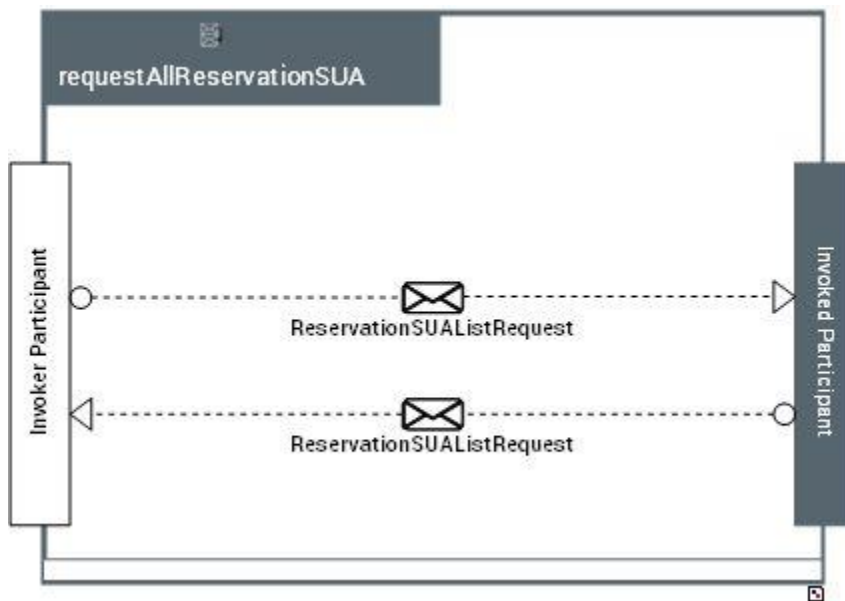 requestAllReservationSUA
Invoker Participant
Invoked Participant
ReservationSUAListRequest
ReservationSUAListRequest